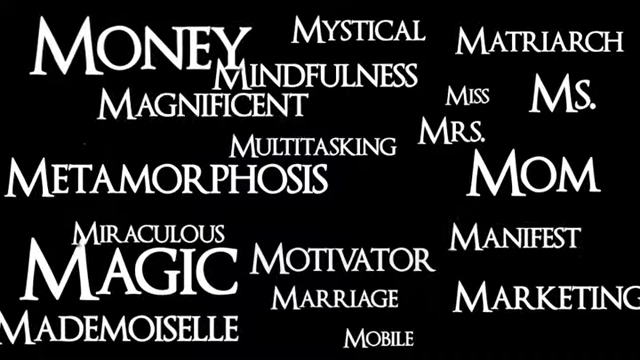 Money
Mystical
Matriarch
Mindfulness
Magnificent
Miss
Ms.
Mrs.
Multitasking
Metamorphosis
Mom
Miraculous
Manifest
Magic
Motivator
Marriage
Marketing
Mademoiselle
Mobile